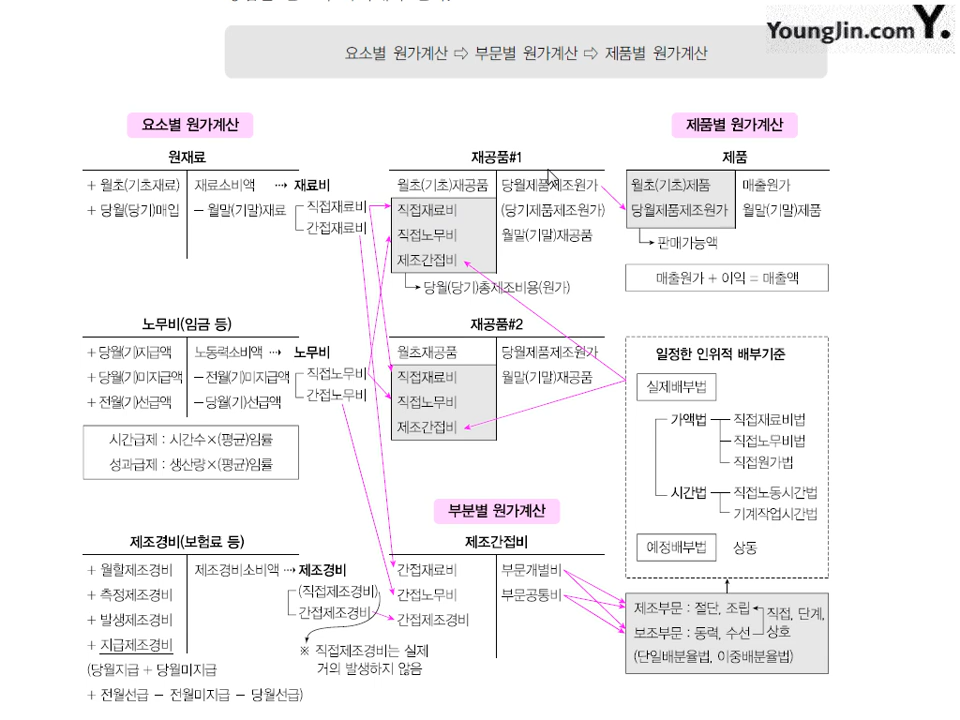 YoungJin.com Y.
요소별 원가계산 ⇨ 부문별 원가계산 ⇨ 제품별 원가계산
요소별 원가계산
원재료
+ 월초(기초재료) 재료소비액 ⇢ 재료비
+ 당월(당기)매입 − 월말(기말)재료
직접재료비
간접재료비
노무비(임금 등)
+ 당월(기)지급액 노동력소비액 ⇢ 노무비
+ 당월(기)미지급액 − 전월(기)미지급액
+ 전월(기)선급액 − 당월(기)선급액
직접노무비
간접노무비
시간급제 : 시간수×(평균)임률
성과급제 : 생산량×(평균)임률
제조경비(보험료 등)
+ 월할제조경비 제조경비소비액 ⇢ 제조경비
+ 측정제조경비
+ 발생제조경비
+ 지급제조경비
(당월지급 + 당월미지급
+ 전월선급 − 전월미지급 − 당월선급)
(직접제조경비)
간접제조경비
※ 직접제조경비는 실제
거의 발생하지 않음
재공품#1
월초(기초)재공품 당월제품제조원가
직접재료비 (당기제품제조원가)
직접노무비 월말(기말)재공품
제조간접비
당월(당기)총제조비용(원가)
재공품#2
월초재공품 당월제품제조원가
직접재료비 월말(기말)재공품
직접노무비
제조간접비
부분별 원가계산
제조간접비
간접재료비 부문개별비
간접노무비 부문공통비
간접제조경비
제품별 원가계산
제품
월초(기초)제품 매출원가
당월제품제조원가 월말(기말)제품
판매가능액
매출원가 + 이익 = 매출액
일정한 인위적 배부기준
실제배부법
가액법 직접재료비법
직접노무비법
직접원가법
시간법 직접노동시간법
기계작업시간법
예정배부법 상동
제조부문 : 절단, 조립
보조부문 : 동력, 수선
직접, 단계,
상호
(단일배분율법, 이중배분율법)